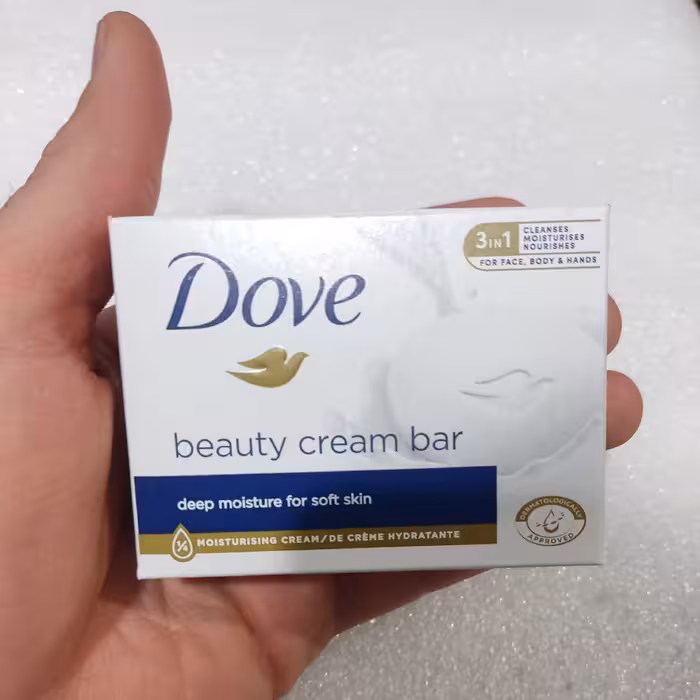 3IN1
CLEANSES
MOISTURISES
NOURISHES
FOR FACE, BODY & HANDS
Dove
beauty cream bar
deep moisture for soft skin
¼ MOISTURISING CREAM/DE CRÈME HYDRATANTE
DERMATOLOGICALLY
APPROVED